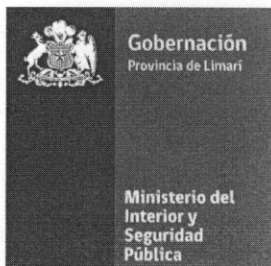 Gobernación
Provincia de Limarí
Ministerio del
Interior y
Seguridad
Pública